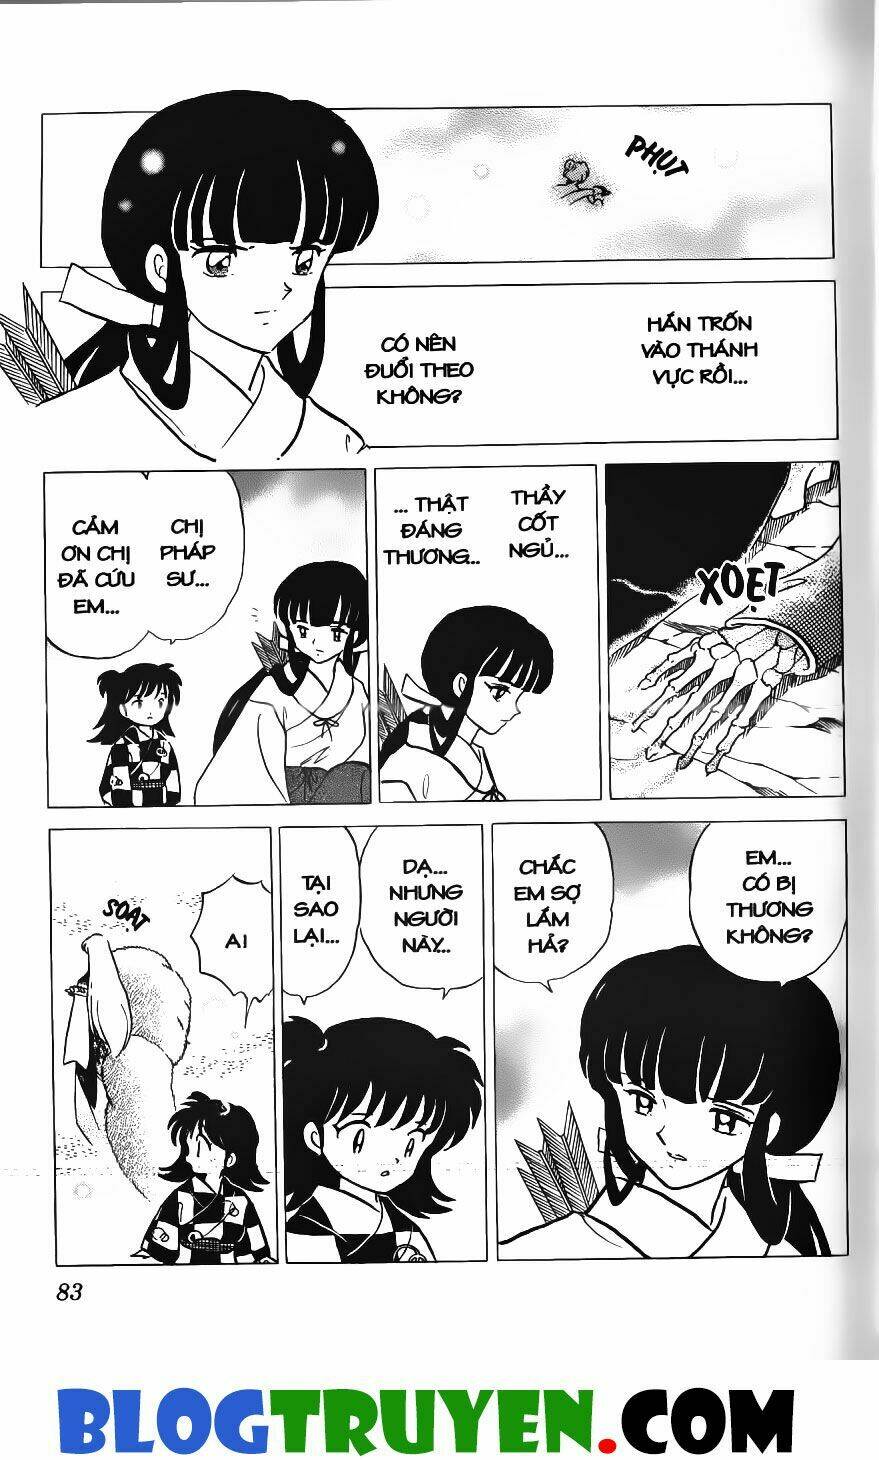 PHỤT
HẮN TRỐN
VÀO THÁNH
VỰC RỒI...
CÓ NÊN
ĐUỔI THEO
KHÔNG?
XOẸT
THẦY
CỐT
NGỦ...
... THẬT
ĐÁNG
THƯƠNG...
CHỊ
PHÁP
SƯ...
CẢM
ƠN CHỊ
ĐÃ CỨU
EM...
EM...
CÓ BỊ
THƯƠNG
KHÔNG?
CHẮC
EM SỢ
LẮM
HẢ?
DẠ...
NHƯNG
NGƯỜI
NÀY...
TẠI
SAO
LẠI...
AI
SOẠT
83
BLOGTRUYEN.COM